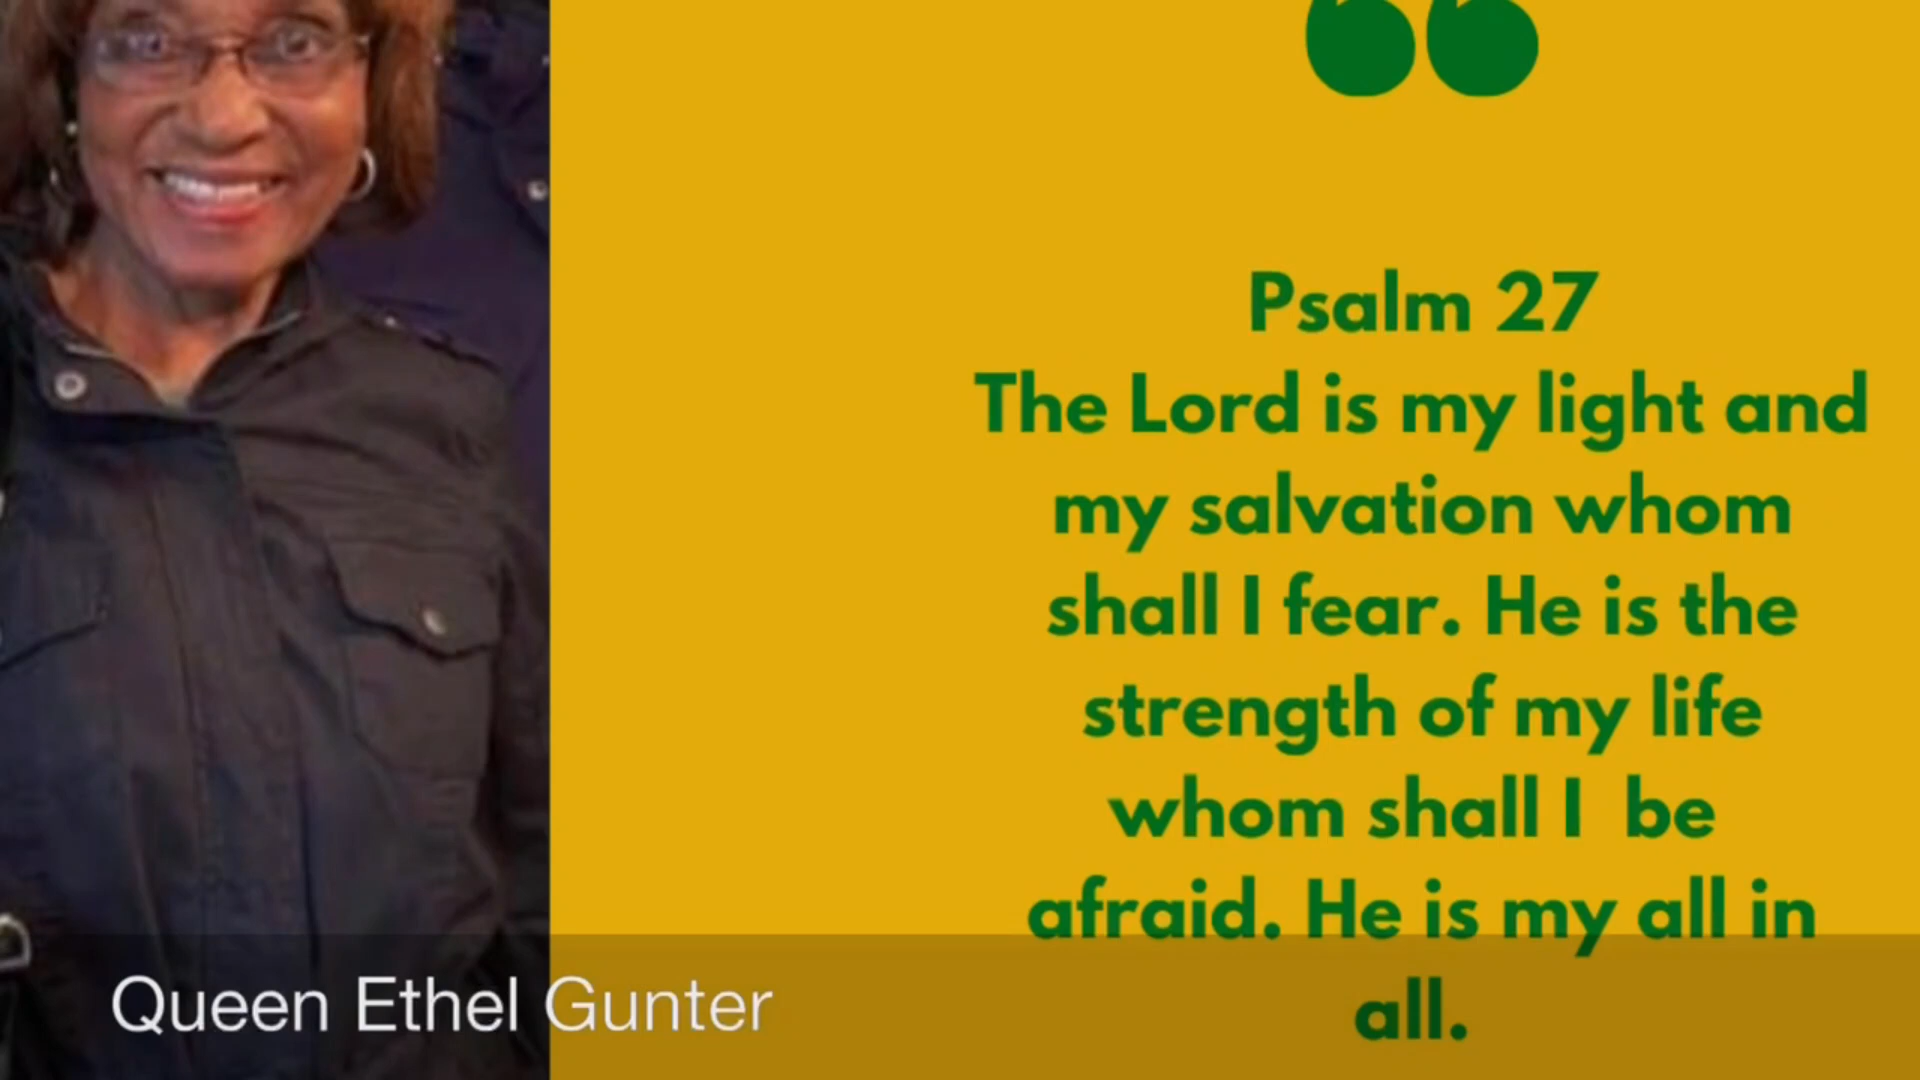 Psalm 27
The Lord is my light and
my salvation whom
shall I fear. He is the
strength of my life
whom shall I  be
afraid. He is my all in
all.
Queen Ethel Gunter